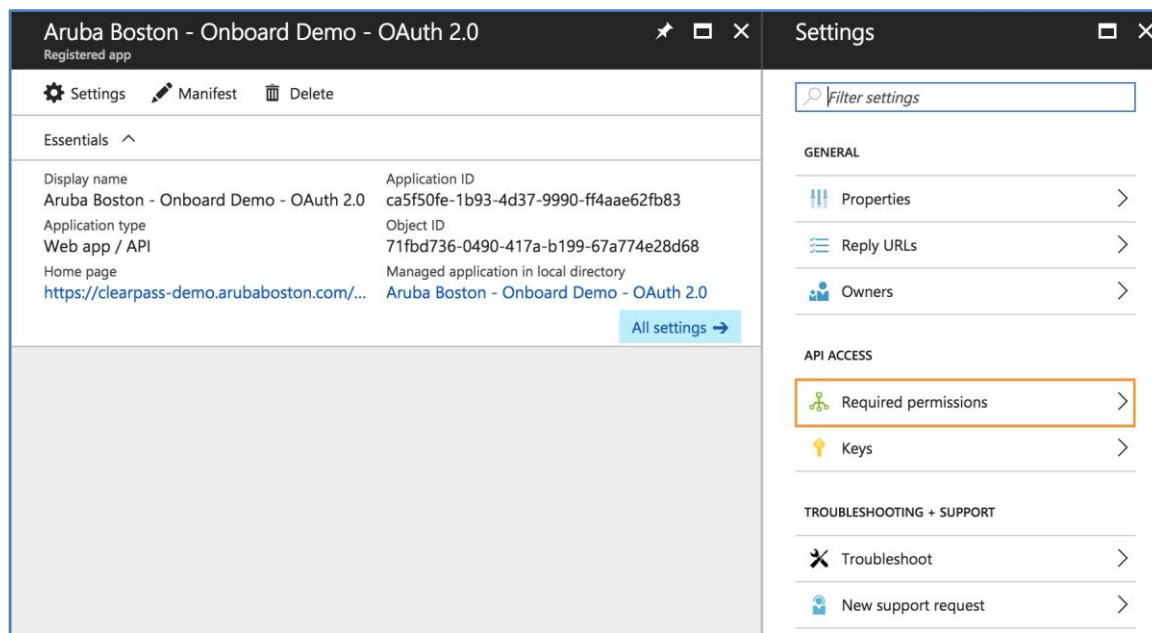 Aruba Boston - Onboard Demo - OAuth 2.0
Registered app
Settings
Manifest
Delete
Essentials
Display name
Aruba Boston - Onboard Demo - OAuth 2.0
Application type
Web app / API
Home page
https://clearpass-demo.arubaboston.com/...
Application ID
ca5f50fe-1b93-4d37-9990-ff4aae62fb83
Object ID
71fbd736-0490-417a-b199-67a774e28d68
Managed application in local directory
Aruba Boston - Onboard Demo - OAuth 2.0
All settings →
Settings
Filter settings
GENERAL
Properties
Reply URLs
Owners
API ACCESS
Required permissions
Keys
TROUBLESHOOTING + SUPPORT
Troubleshoot
New support request